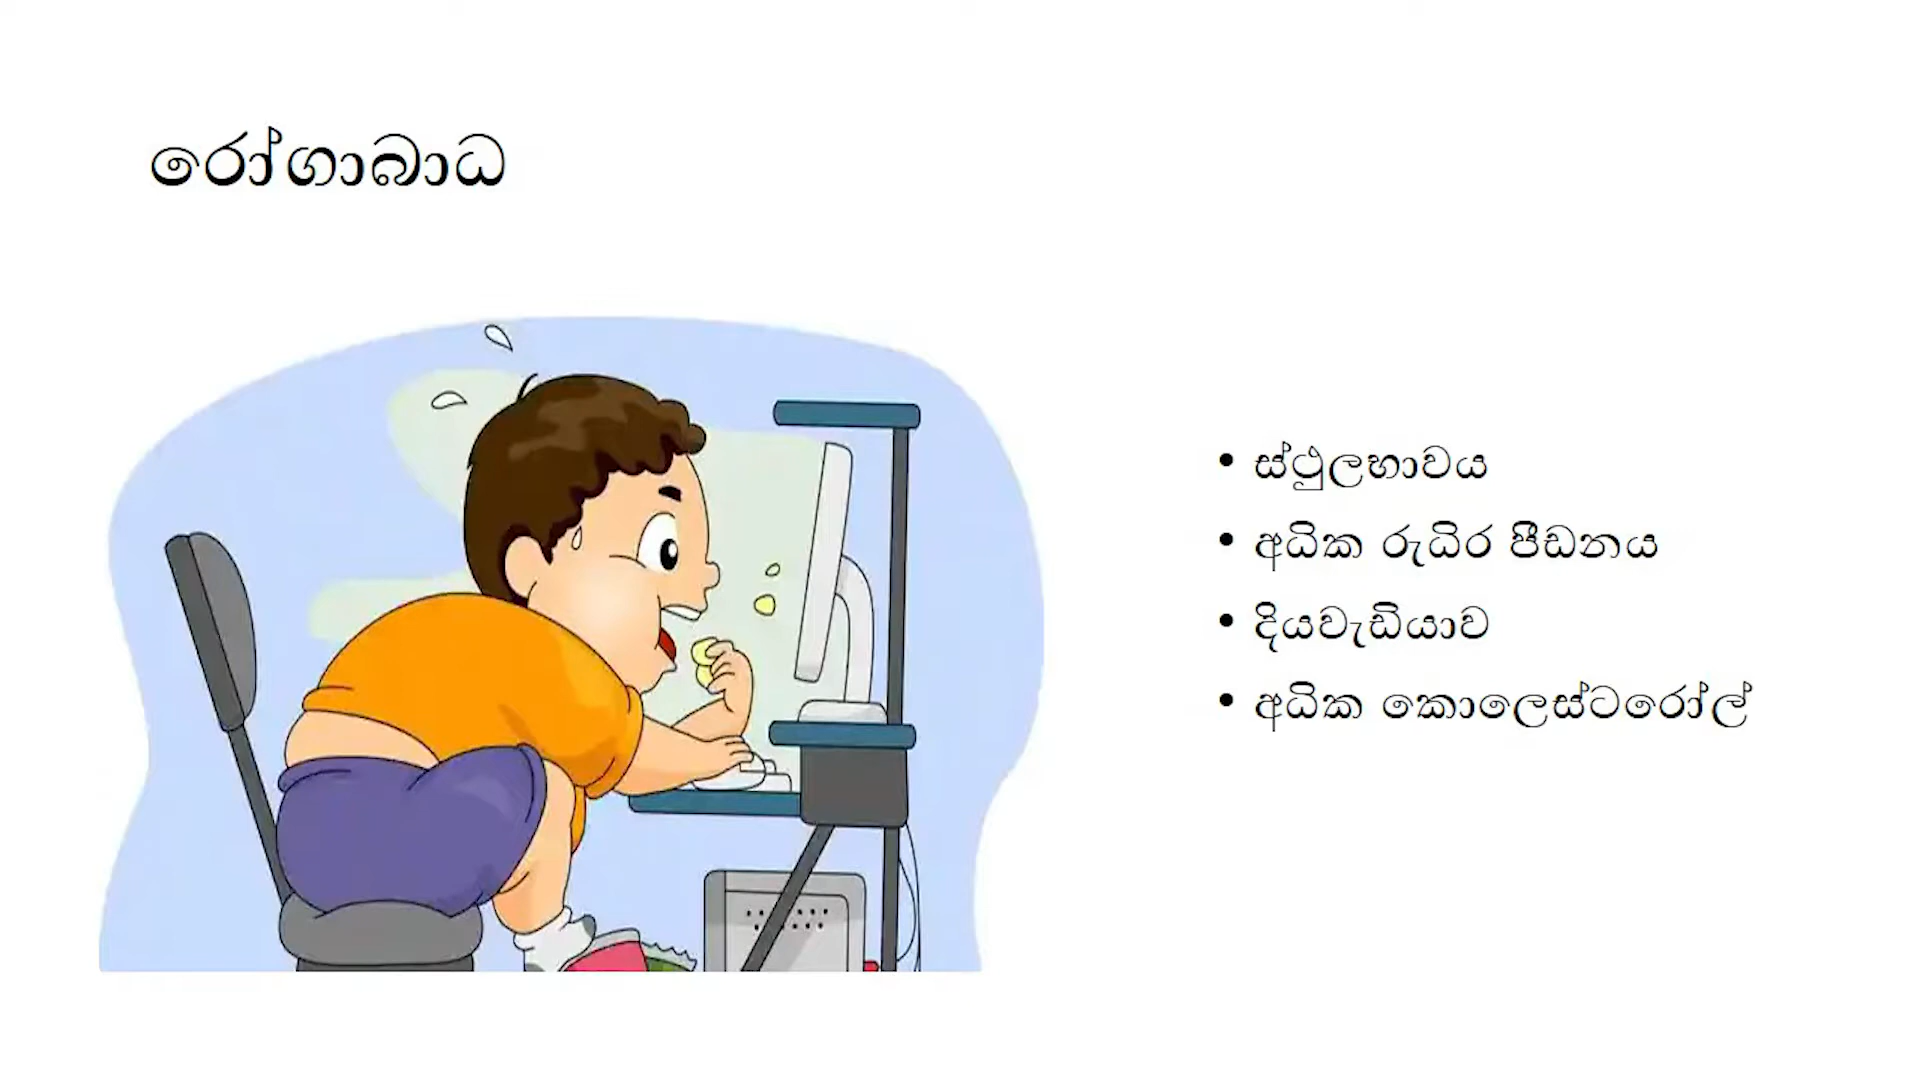 රෝගාබාධ
• ස්ථුලභාවය
• අධික රුධිර පීඩනය
• දියවැඩියාව
• අධික කොලෙස්ටරෝල්